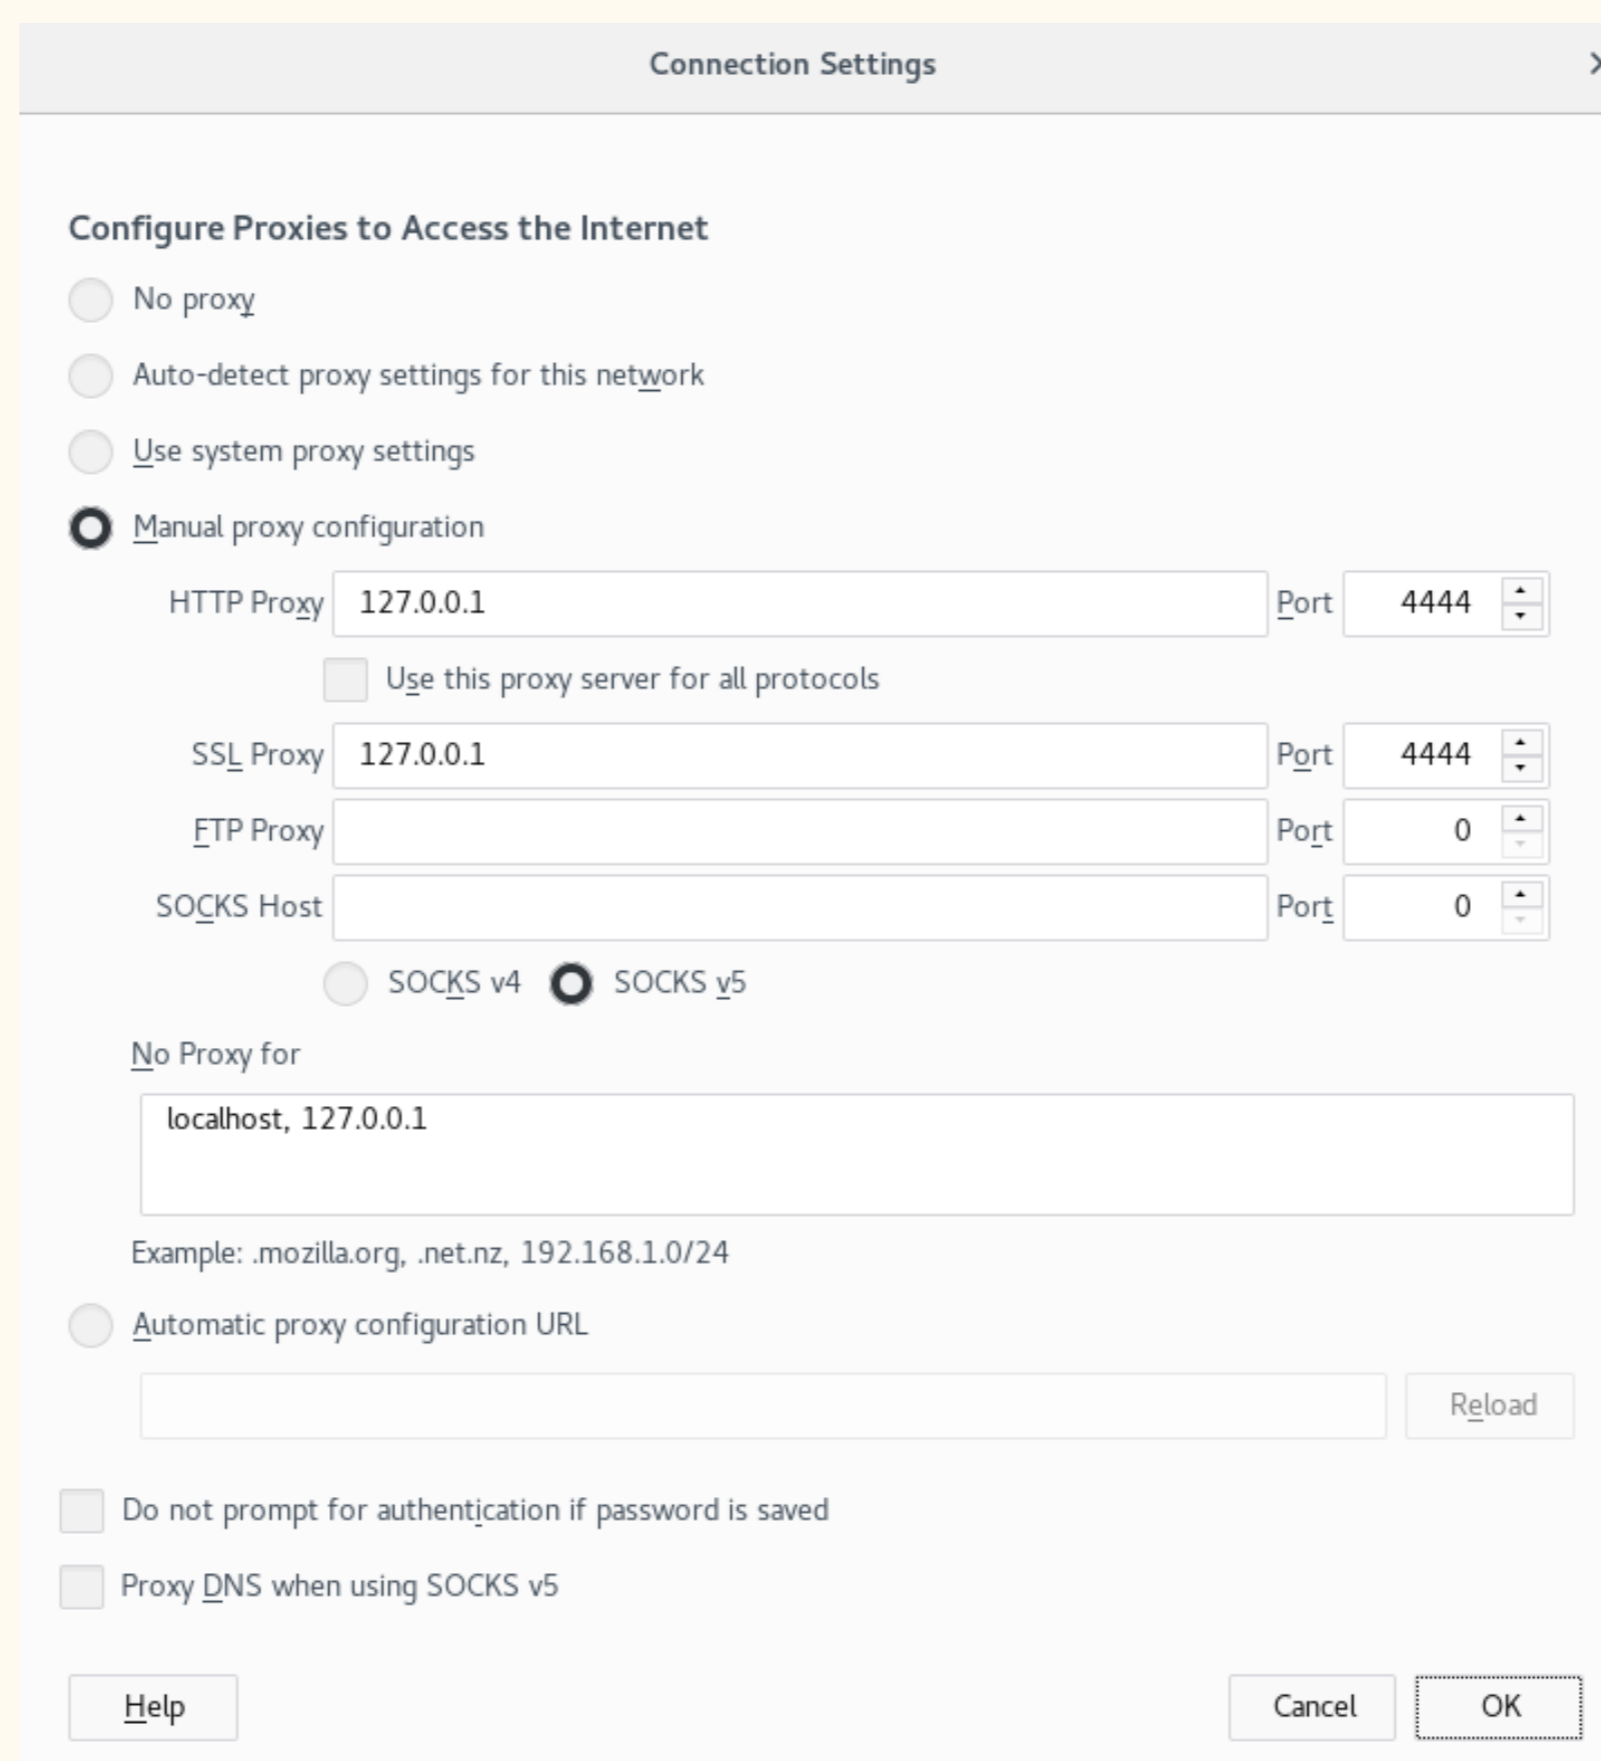 Connection Settings
Configure Proxies to Access the Internet
No proxy
Auto-detect proxy settings for this network
Use system proxy settings
Manual proxy configuration
HTTP Proxy 127.0.0.1 Port 4444
Use this proxy server for all protocols
SSL Proxy 127.0.0.1 Port 4444
FTP Proxy Port 0
SOCKS Host Port 0
SOCKS v4 SOCKS v5
No Proxy for
localhost, 127.0.0.1
Example: .mozilla.org, .net.nz, 192.168.1.0/24
Automatic proxy configuration URL
Reload
Do not prompt for authentication if password is saved
Proxy DNS when using SOCKS v5
Help Cancel OK